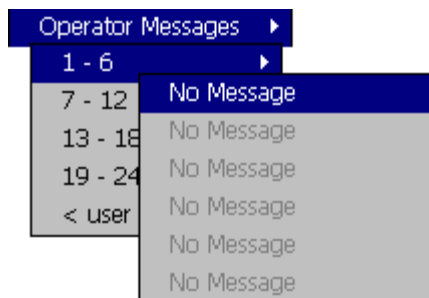 Operator Messages
1 - 6
7 - 12
13 - 18
19 - 24
< user
No Message
No Message
No Message
No Message
No Message
No Message